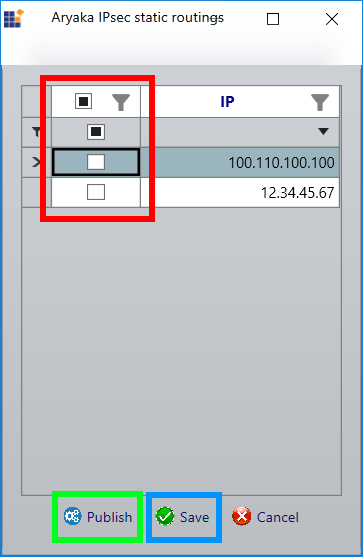 Aryaka IPsec static routings
IP
100.110.100.100
12.34.45.67
Publish Save Cancel